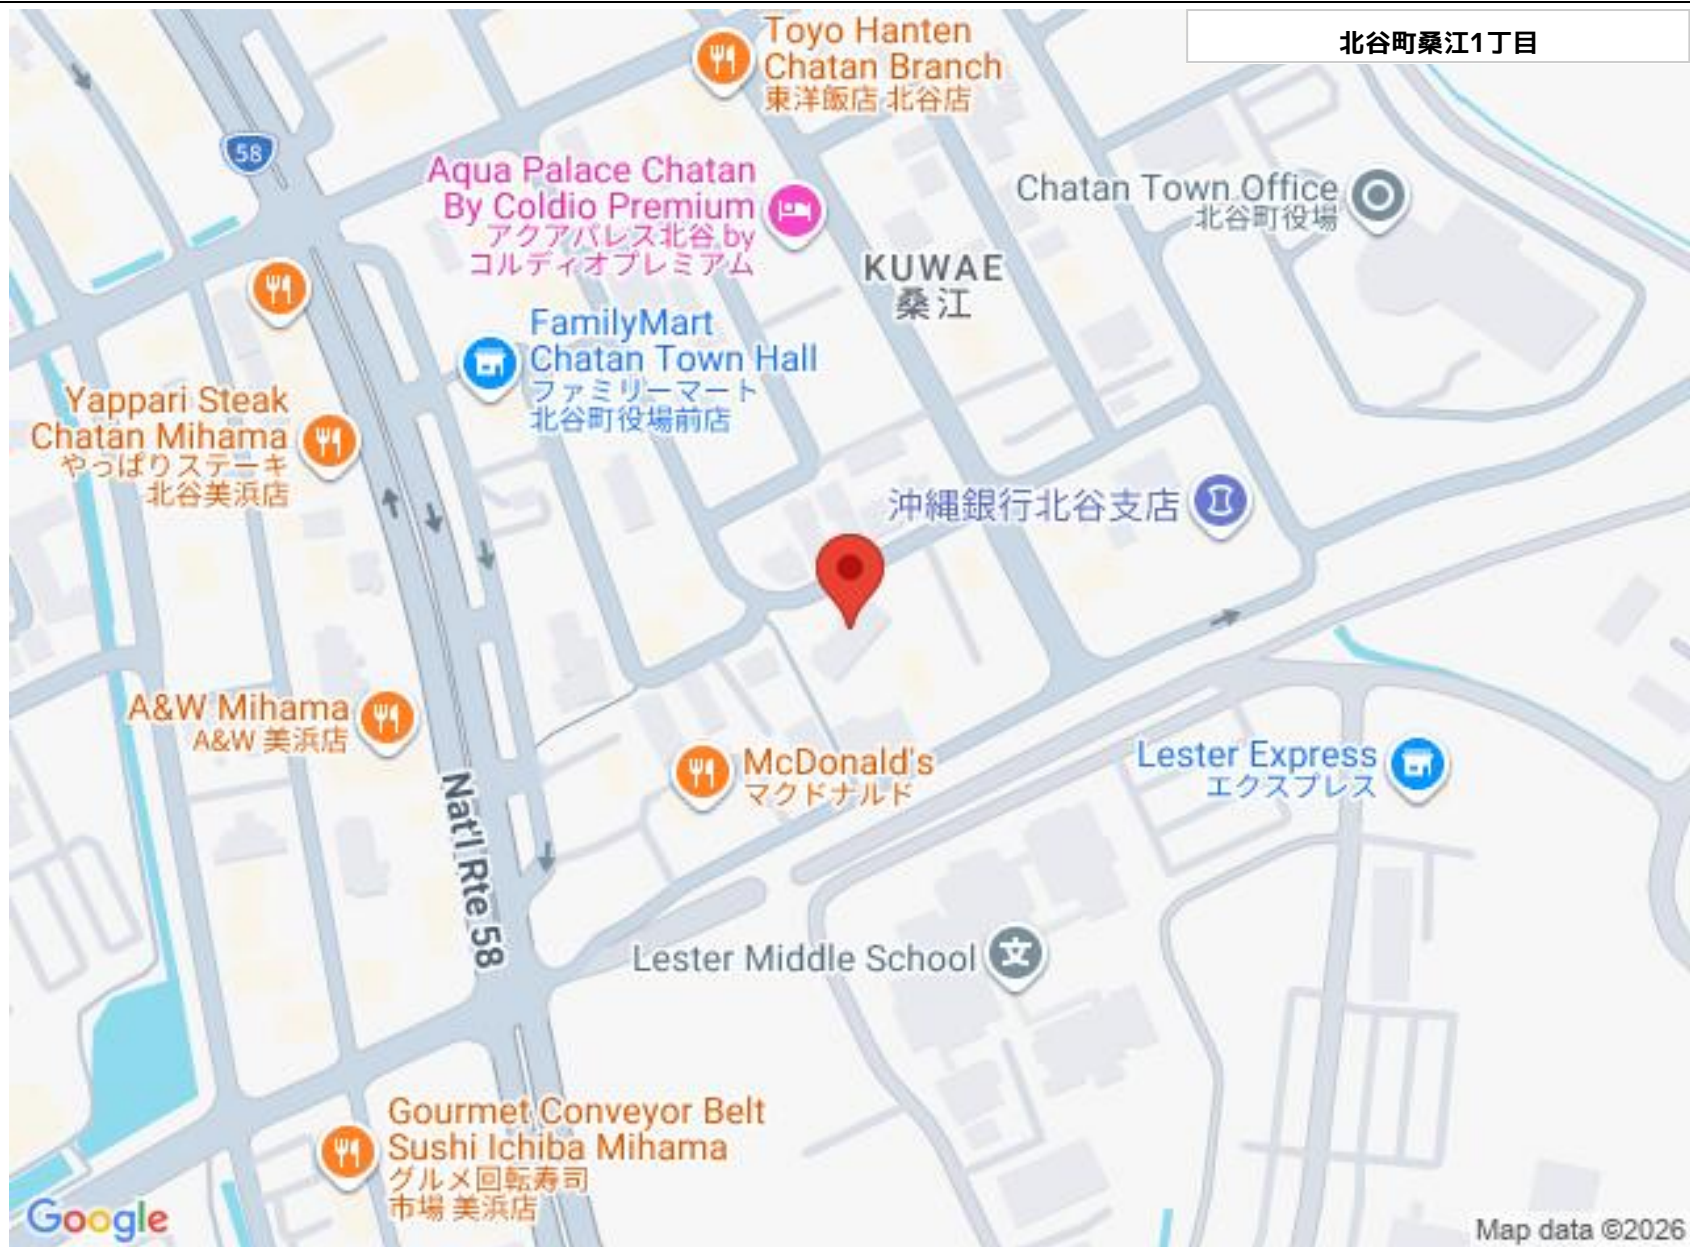 北谷町桑江1丁目
Toyo Hanten
Chatan Branch
東洋飯店 北谷店
58
Aqua Palace Chatan
By Coldio Premium
アクアパレス北谷 by
コルディオプレミアム
Chatan Town Office
北谷町役場
KUWAE
桑江
FamilyMart
Chatan Town Hall
ファミリーマート
北谷町役場前店
Yappari Steak
Chatan Mihama
やっぱりステーキ
北谷美浜店
沖縄銀行北谷支店
A&W Mihama
A&W 美浜店
McDonald's
マクドナルド
Lester Express
エクスプレス
Nat'l Rte 58
Lester Middle School
文
Gourmet Conveyor Belt
Sushi Ichiba Mihama
グルメ回転寿司
市場 美浜店
Google
Map data ©2026